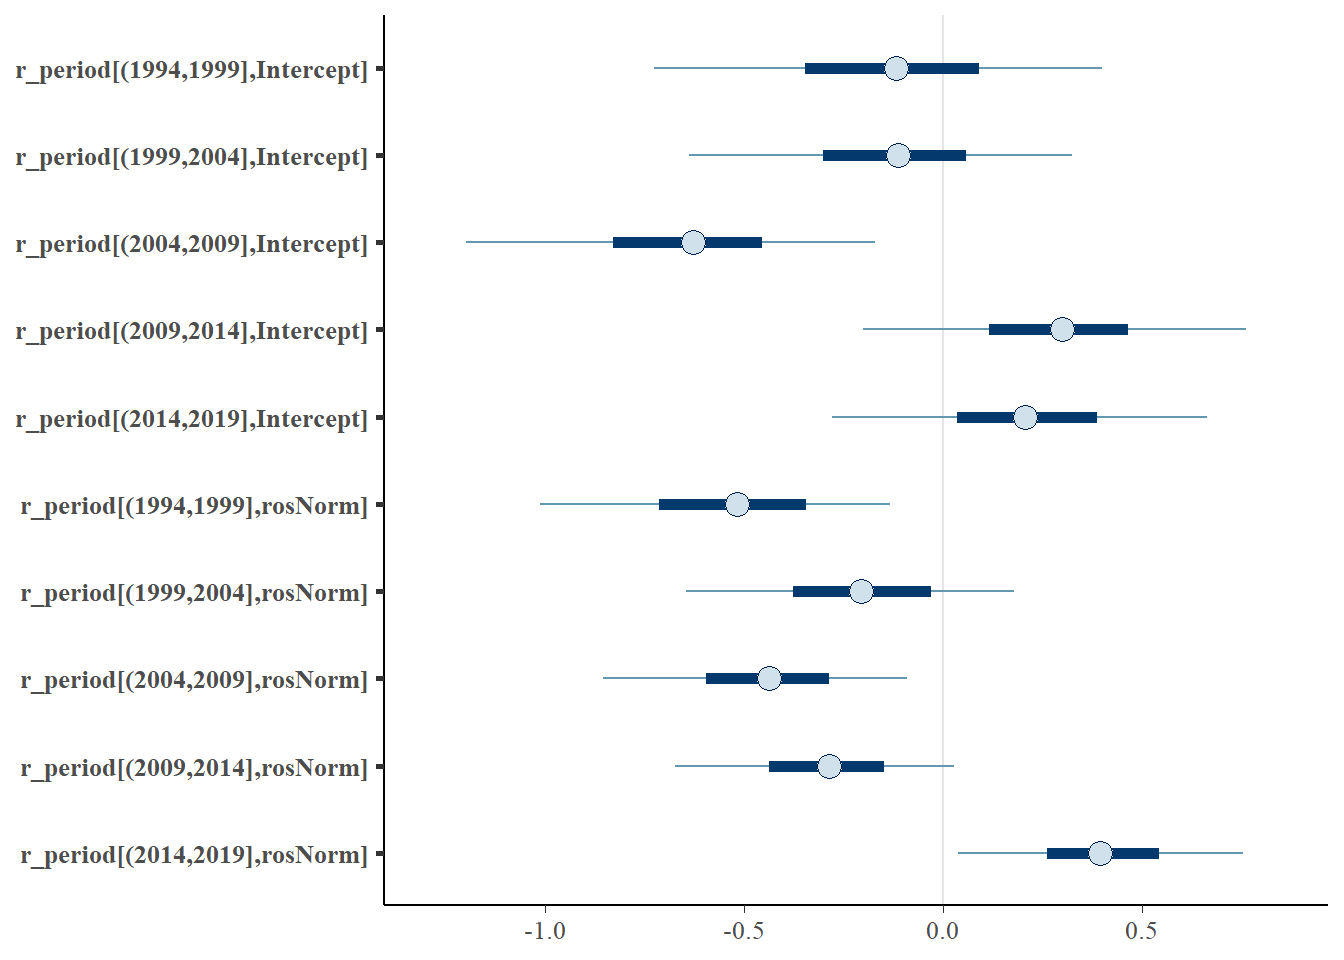 r_period[(1994,1999],Intercept]
r_period[(1999,2004],Intercept]
r_period[(2004,2009],Intercept]
r_period[(2009,2014],Intercept]
r_period[(2014,2019],Intercept]
r_period[(1994,1999],rosNorm]
r_period[(1999,2004],rosNorm]
r_period[(2004,2009],rosNorm]
r_period[(2009,2014],rosNorm]
r_period[(2014,2019],rosNorm]
-1.0 -0.5 0.0 0.5